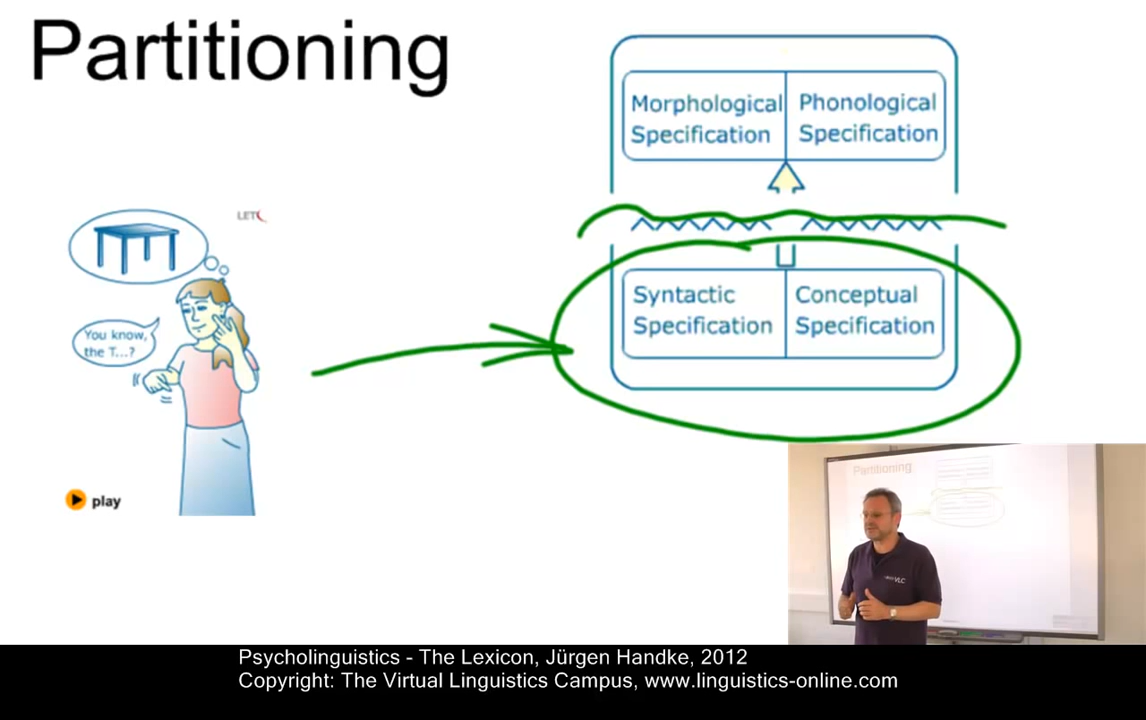 Partitioning
Morphological Specification
Phonological Specification
Syntactic Specification
Conceptual Specification
You know,
the T...?
play
Partitioning
VLC
Psycholinguistics - The Lexicon, Jürgen Handke, 2012
Copyright: The Virtual Linguistics Campus, www.linguistics-online.com